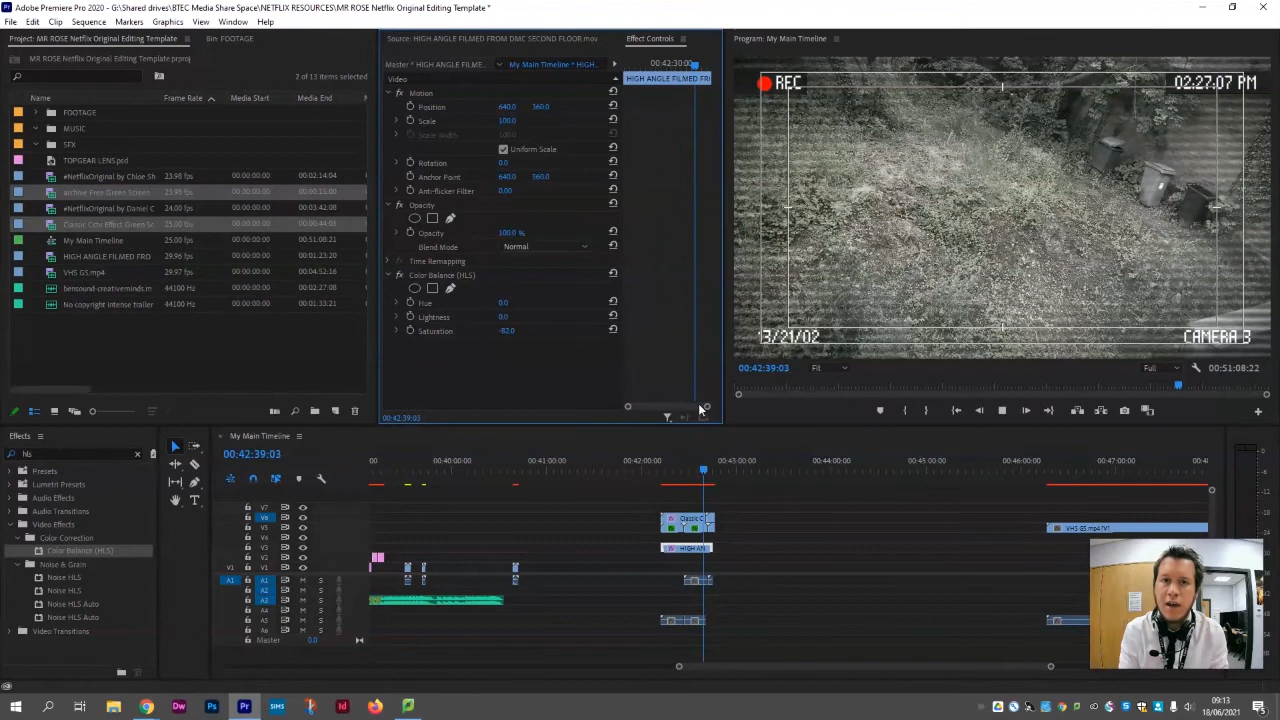 Adobe Premiere Pro 2020 - G:\Shared drives\BTEC Media Share Space\NETFLIX RESOURCES\MR ROSE Netflix Original Editing Template *
File Edit Clip Sequence Markers Graphics View Window Help
Project: MR ROSE Netflix Original Editing Template Bin: FOOTAGE
MR ROSE Netflix Original Editing Template.prproj
2 of 13 items selected
Name Frame Rate Media Start Media End
FOOTAGE
MUSIC
SFX
TOPGEAR LENS.psd
#NetflixOriginal by Chloe Sh 23.98 fps 00:00:00:00 00:02:14:04
archive Free Green Screen 23.98 fps 00:00:00:00 00:00:15:00
#NetflixOriginal by Daniel C 24.00 fps 00:00:00:00 00:03:42:08
Classic Cctv Effect Green Sc 25.00 fps 00:00:00:00 00:00:44:05
My Main Timeline 25.00 fps 00:00:00:00 00:51:08:21
HIGH ANGLE FILMED FRO 29.96 fps 00:00:00:00 00:01:23:20
VHS GS.mp4 29.97 fps 00:00:00:00 00:04:52:16
bensound-creativeminds.m 44100 Hz 00:00:00:00 00:02:27:08
No copyright intense trailer 44100 Hz 00:00:00:00 00:01:33:21
Source: HIGH ANGLE FILMED FROM DMC SECOND FLOOR.mov Effect Controls
Master * HIGH ANGLE FILME... My Main Timeline * HIGH... 00:42:30:00
Video HIGH ANGLE FILMED FR
fx Motion
Position 640.0 360.0
Scale 100.0
Scale Width 100.0
Uniform Scale
Rotation 0.0
Anchor Point 640.0 360.0
Anti-flicker Filter 0.00
fx Opacity
Opacity 100.0 %
Blend Mode Normal
Time Remapping
fx Color Balance (HLS)
Hue 0.0
Lightness 0.0
Saturation -82.0
00:42:39:03
Program: My Main Timeline
REC 02:27:07 PM
13/21/02 CAMERA 3
00:42:39:03 Fit Full 00:51:08:22
Effects
hls
Presets
Lumetri Presets
Audio Effects
Audio Transitions
Video Effects
Color Correction
Color Balance (HLS)
Noise & Grain
Noise HLS
Noise HLS
Noise HLS Auto
Noise HLS Auto
Video Transitions
My Main Timeline
00:42:39:03
00 00:40:00:00 00:41:00:00 00:42:00:00 00:43:00:00 00:44:00:00 00:45:00:00 00:46:00:00 00:47:00:00 00:48
V7
V6 Classic C
V5 VHS GS.mp4 [V]
V4
V3 HIGH AN
V2
V1 V1
A1 A1 M S
A2 M S
A3 M S
A4 M S
A5 M S
A6 M S
Master 0.0
Dw Ps Pr SIMS Id
09:13
18/06/2021